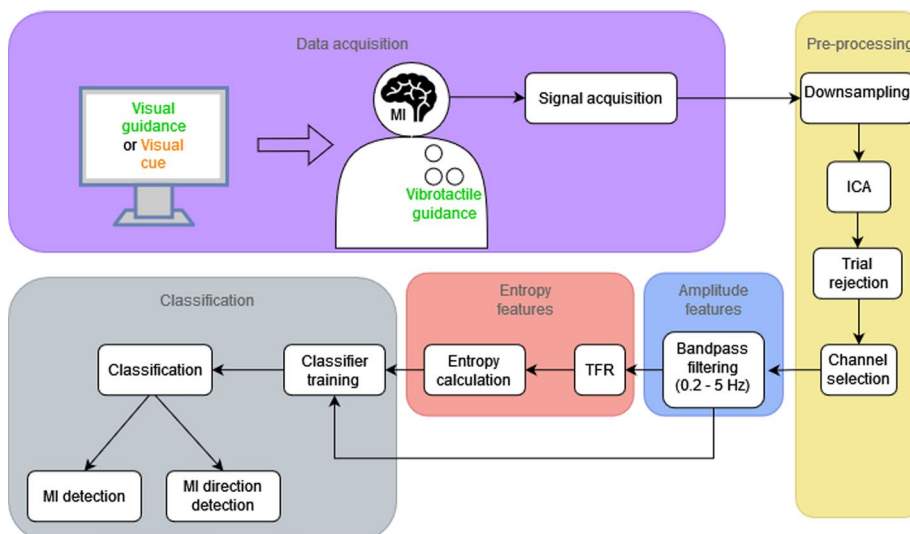 Data acquisition
Visual
guidance
or Visual
cue
MI
Vibrotactile
guidance
Signal acquisition
Pre-processing
Downsampling
ICA
Trial
rejection
Channel
selection
Amplitude
features
Bandpass
filtering
(0.2 - 5 Hz)
Entropy
features
TFR
Entropy
calculation
Classification
Classifier
training
Classification
MI detection
MI direction
detection